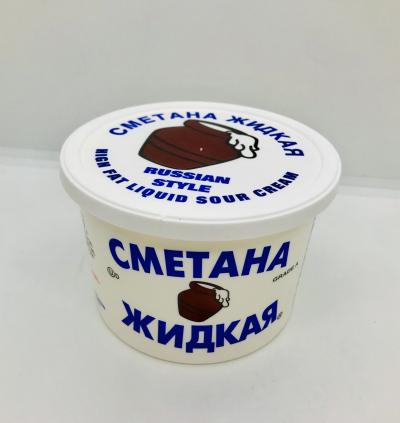 СМЕТАНА ЖИДКАЯ
RUSSIAN
STYLE
HIGH FAT LIQUID SOUR CREAM
СМЕТАНА
GRADE A
ЖИДКАЯ®